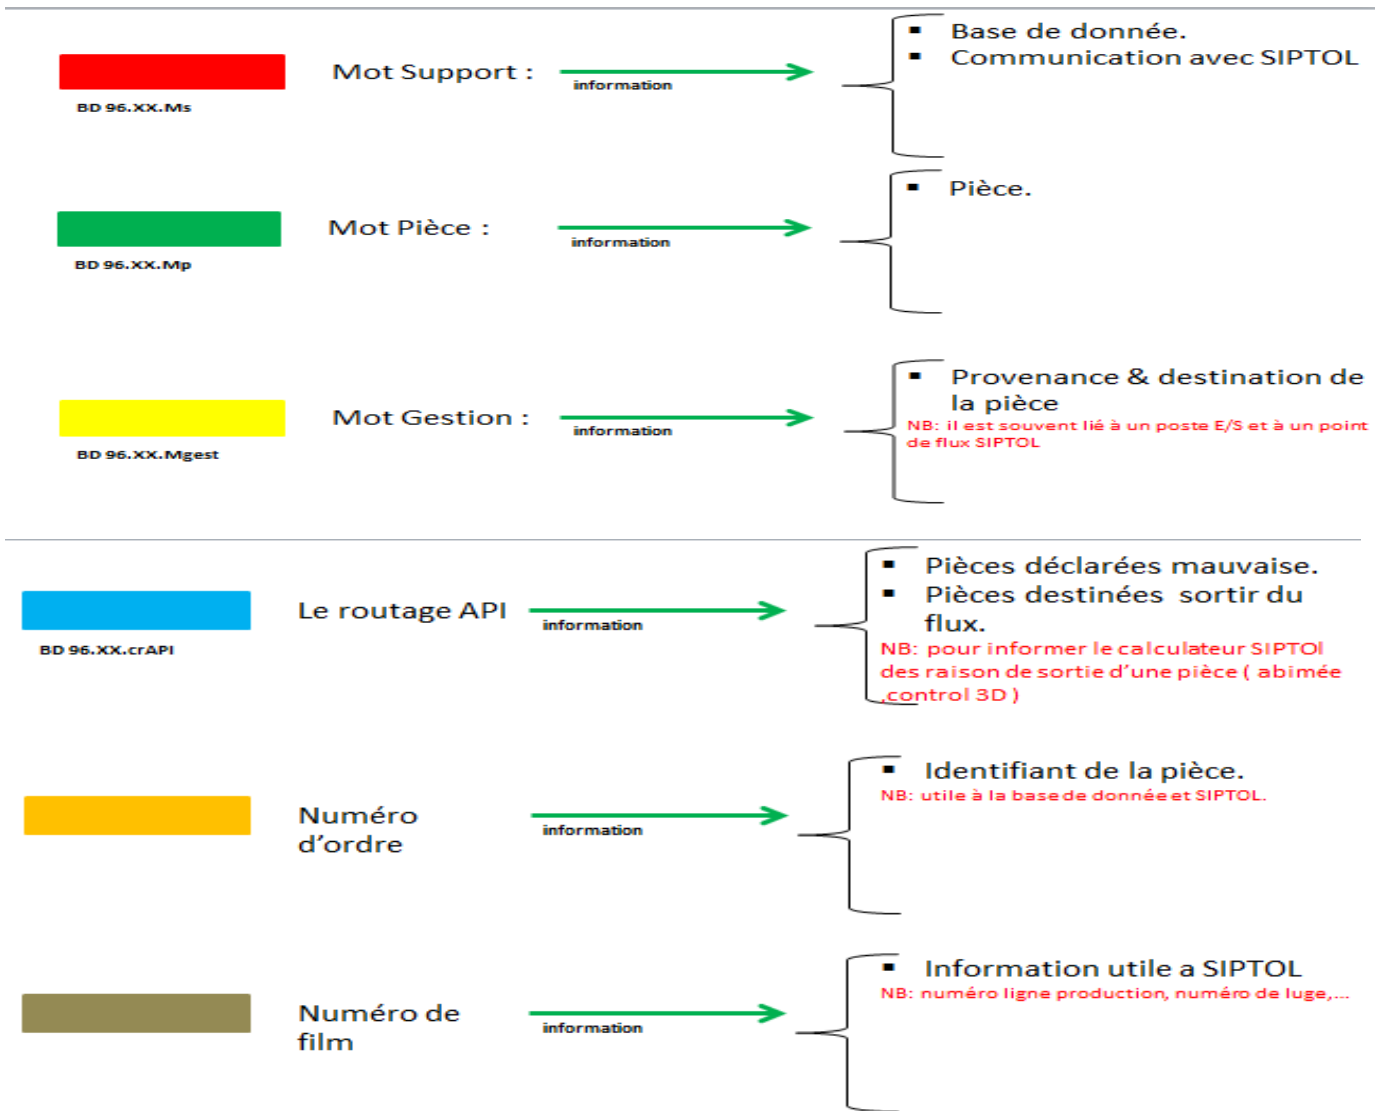 Mot Support :
BD 96.XX.Ms
information
▪ Base de donnée.
▪ Communication avec SIPTOL
Mot Pièce :
BD 96.XX.Mp
information
▪ Pièce.
Mot Gestion :
BD 96.XX.Mgest
information
▪ Provenance & destination de
la pièce
NB: il est souvent lié à un poste E/S et à un point
de flux SIPTOL
Le routage API
BD 96.XX.crAPI
information
▪ Pièces déclarées mauvaise.
▪ Pièces destinées sortir du
flux.
NB: pour informer le calculateur SIPTOl
des raison de sortie d’une pièce ( abimée
,control 3D )
Numéro
d’ordre
information
▪ Identifiant de la pièce.
NB: utile à la base de donnée et SIPTOL.
Numéro de
film
information
▪ Information utile a SIPTOL
NB: numéro ligne production, numéro de luge,...